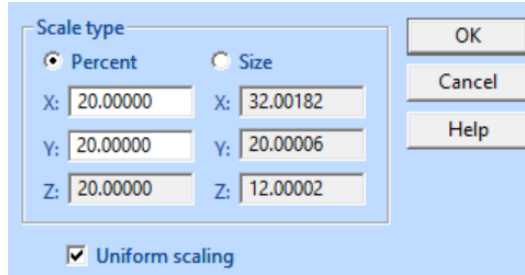 Scale type
Percent Size
X: 20.00000 X: 32.00182
Y: 20.00000 Y: 20.00006
Z: 20.00000 Z: 12.00002
Uniform scaling
OK
Cancel
Help